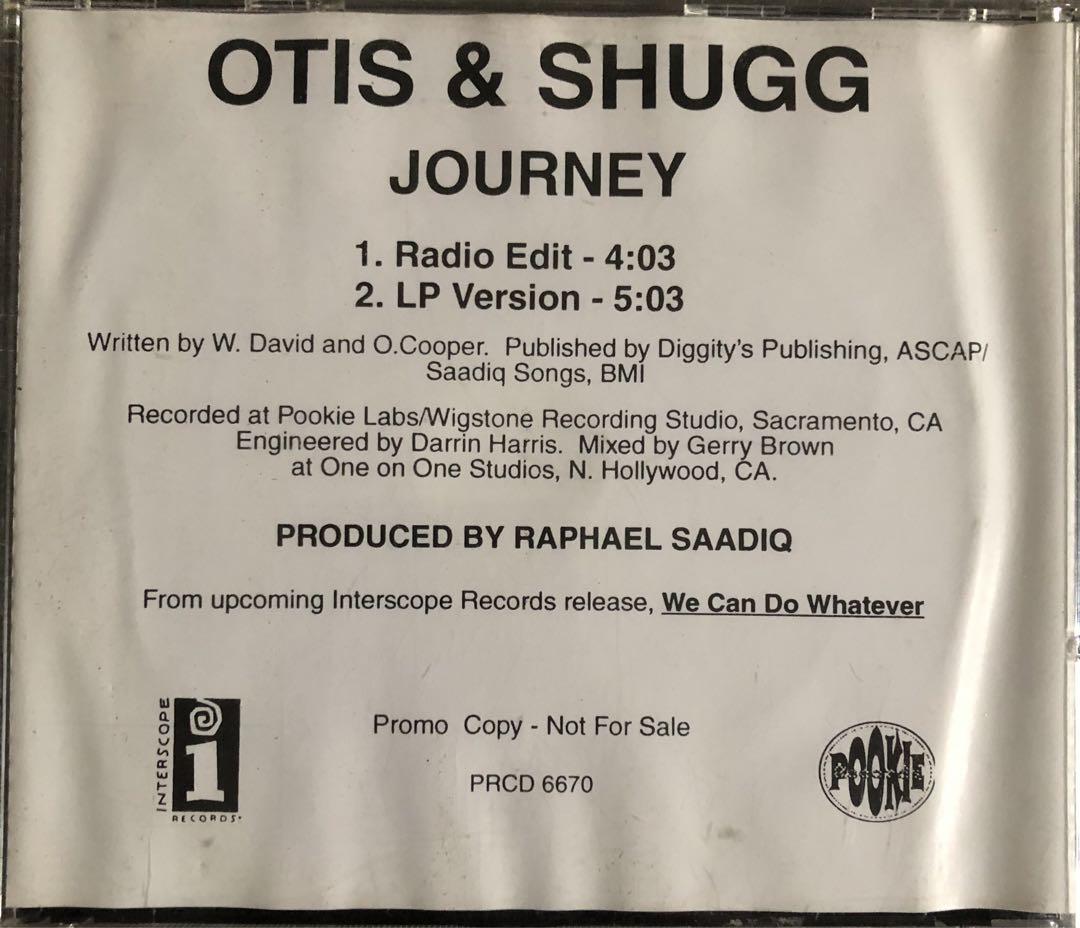 OTIS & SHUGG
JOURNEY
1. Radio Edit - 4:03
2. LP Version - 5:03
Written by W. David and O.Cooper.  Published by Diggity's Publishing, ASCAP/
Saadiq Songs, BMI
Recorded at Pookie Labs/Wigstone Recording Studio, Sacramento, CA
Engineered by Darrin Harris.  Mixed by Gerry Brown
at One on One Studios, N. Hollywood, CA.
PRODUCED BY RAPHAEL SAADIQ
From upcoming Interscope Records release, We Can Do Whatever
INTERSCOPE
i
RECORDS
Promo  Copy - Not For Sale
PRCD 6670
POOKIE